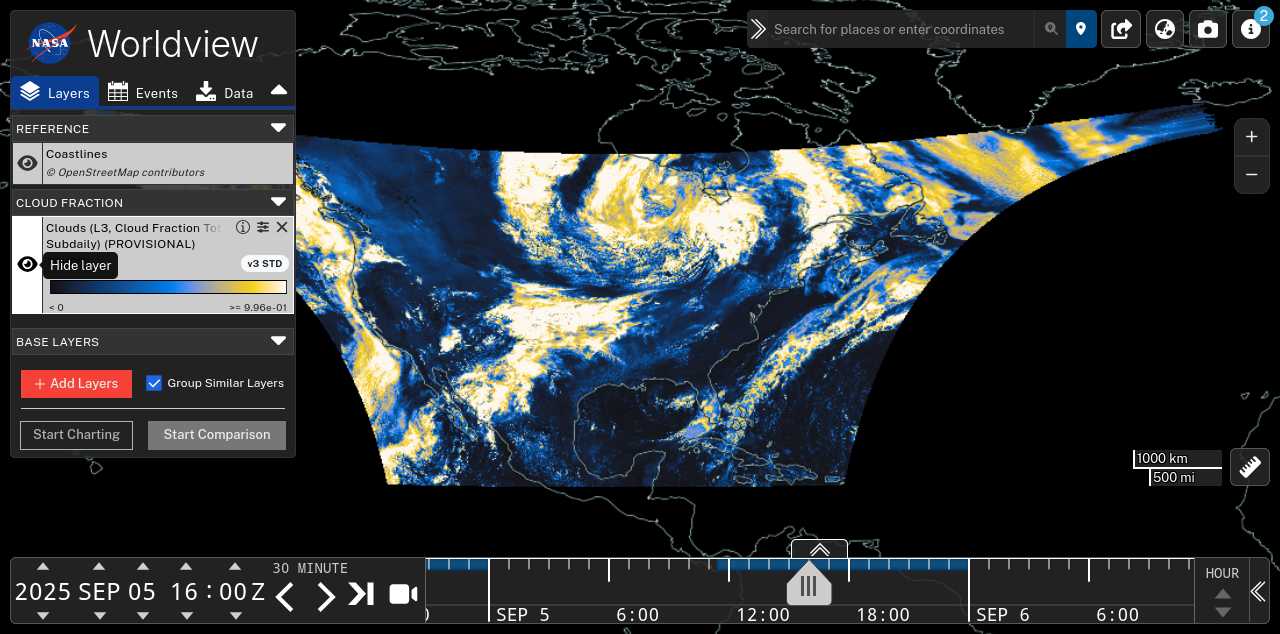 NASA
Worldview
Layers
Events
Data
REFERENCE
Coastlines
© OpenStreetMap contributors
CLOUD FRACTION
Clouds (L3, Cloud Fraction Tot
Subdaily) (PROVISIONAL)
Hide layer
v3 STD
< 0
>= 9.96e-01
BASE LAYERS
+ Add Layers
Group Similar Layers
Start Charting
Start Comparison
Search for places or enter coordinates
2
+
−
1000 km
500 mi
2025 SEP 05 16 : 00 Z
30 MINUTE
SEP 5
6:00
12:00
18:00
SEP 6
6:00
HOUR